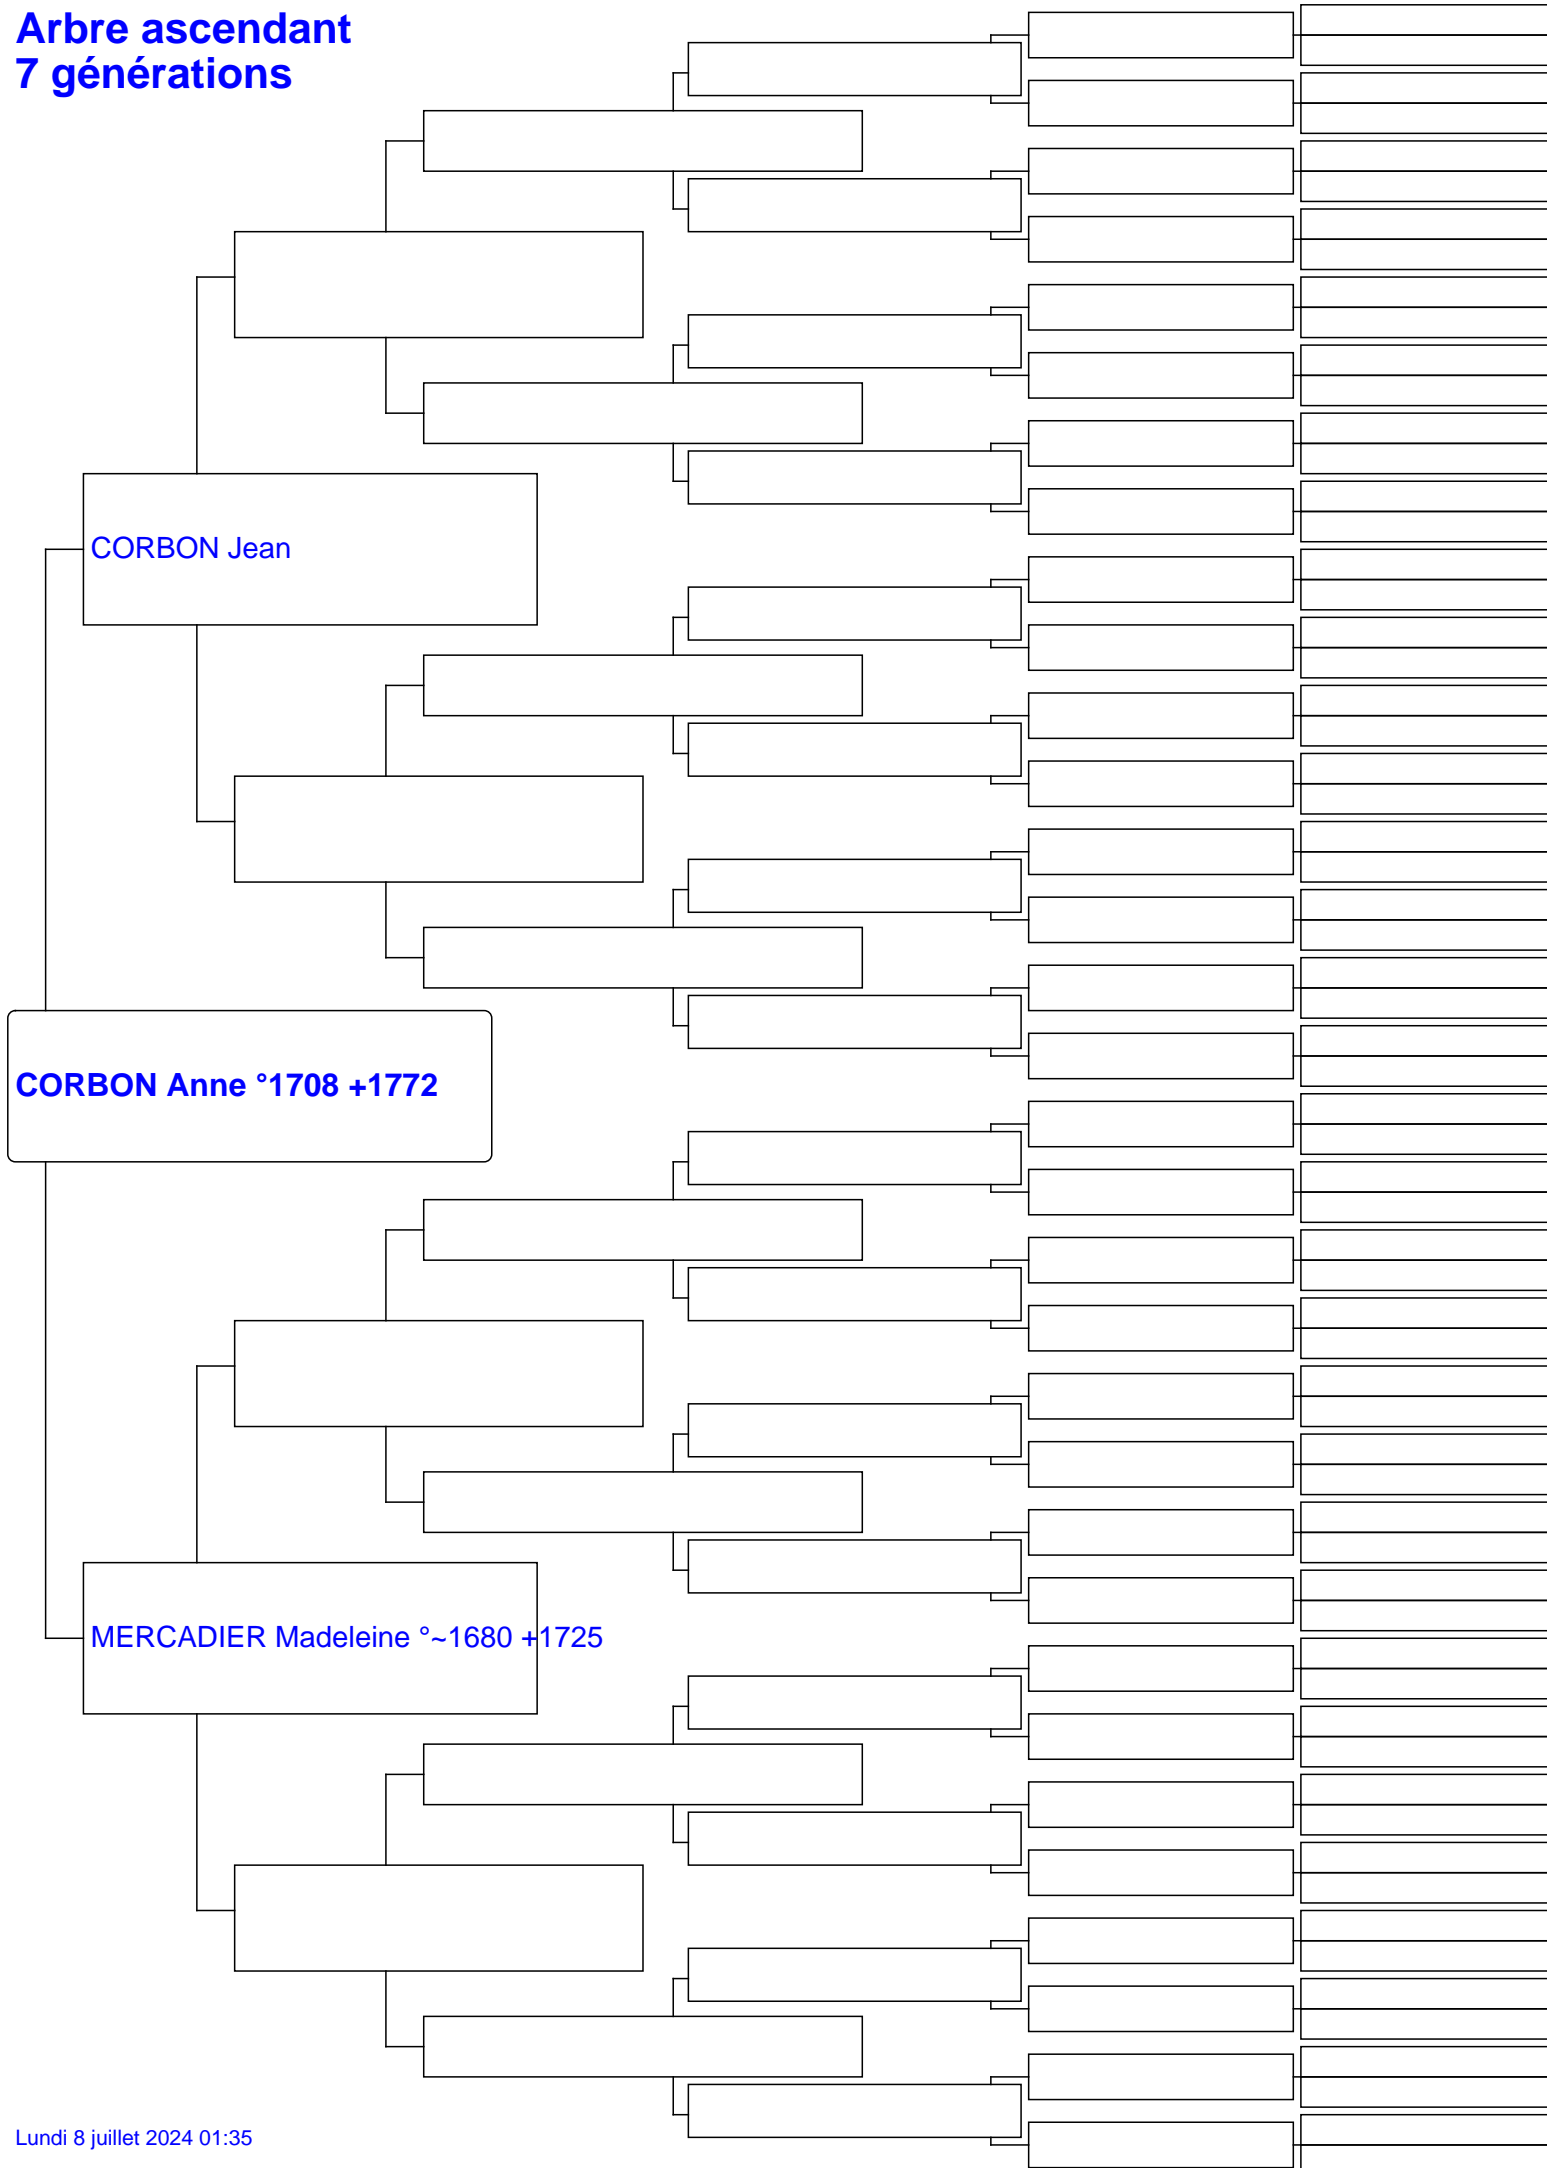 Arbre ascendant
7 générations
CORBON Jean
CORBON Anne °1708 +1772
MERCADIER Madeleine °~1680 +1725
Lundi 8 juillet 2024 01:35